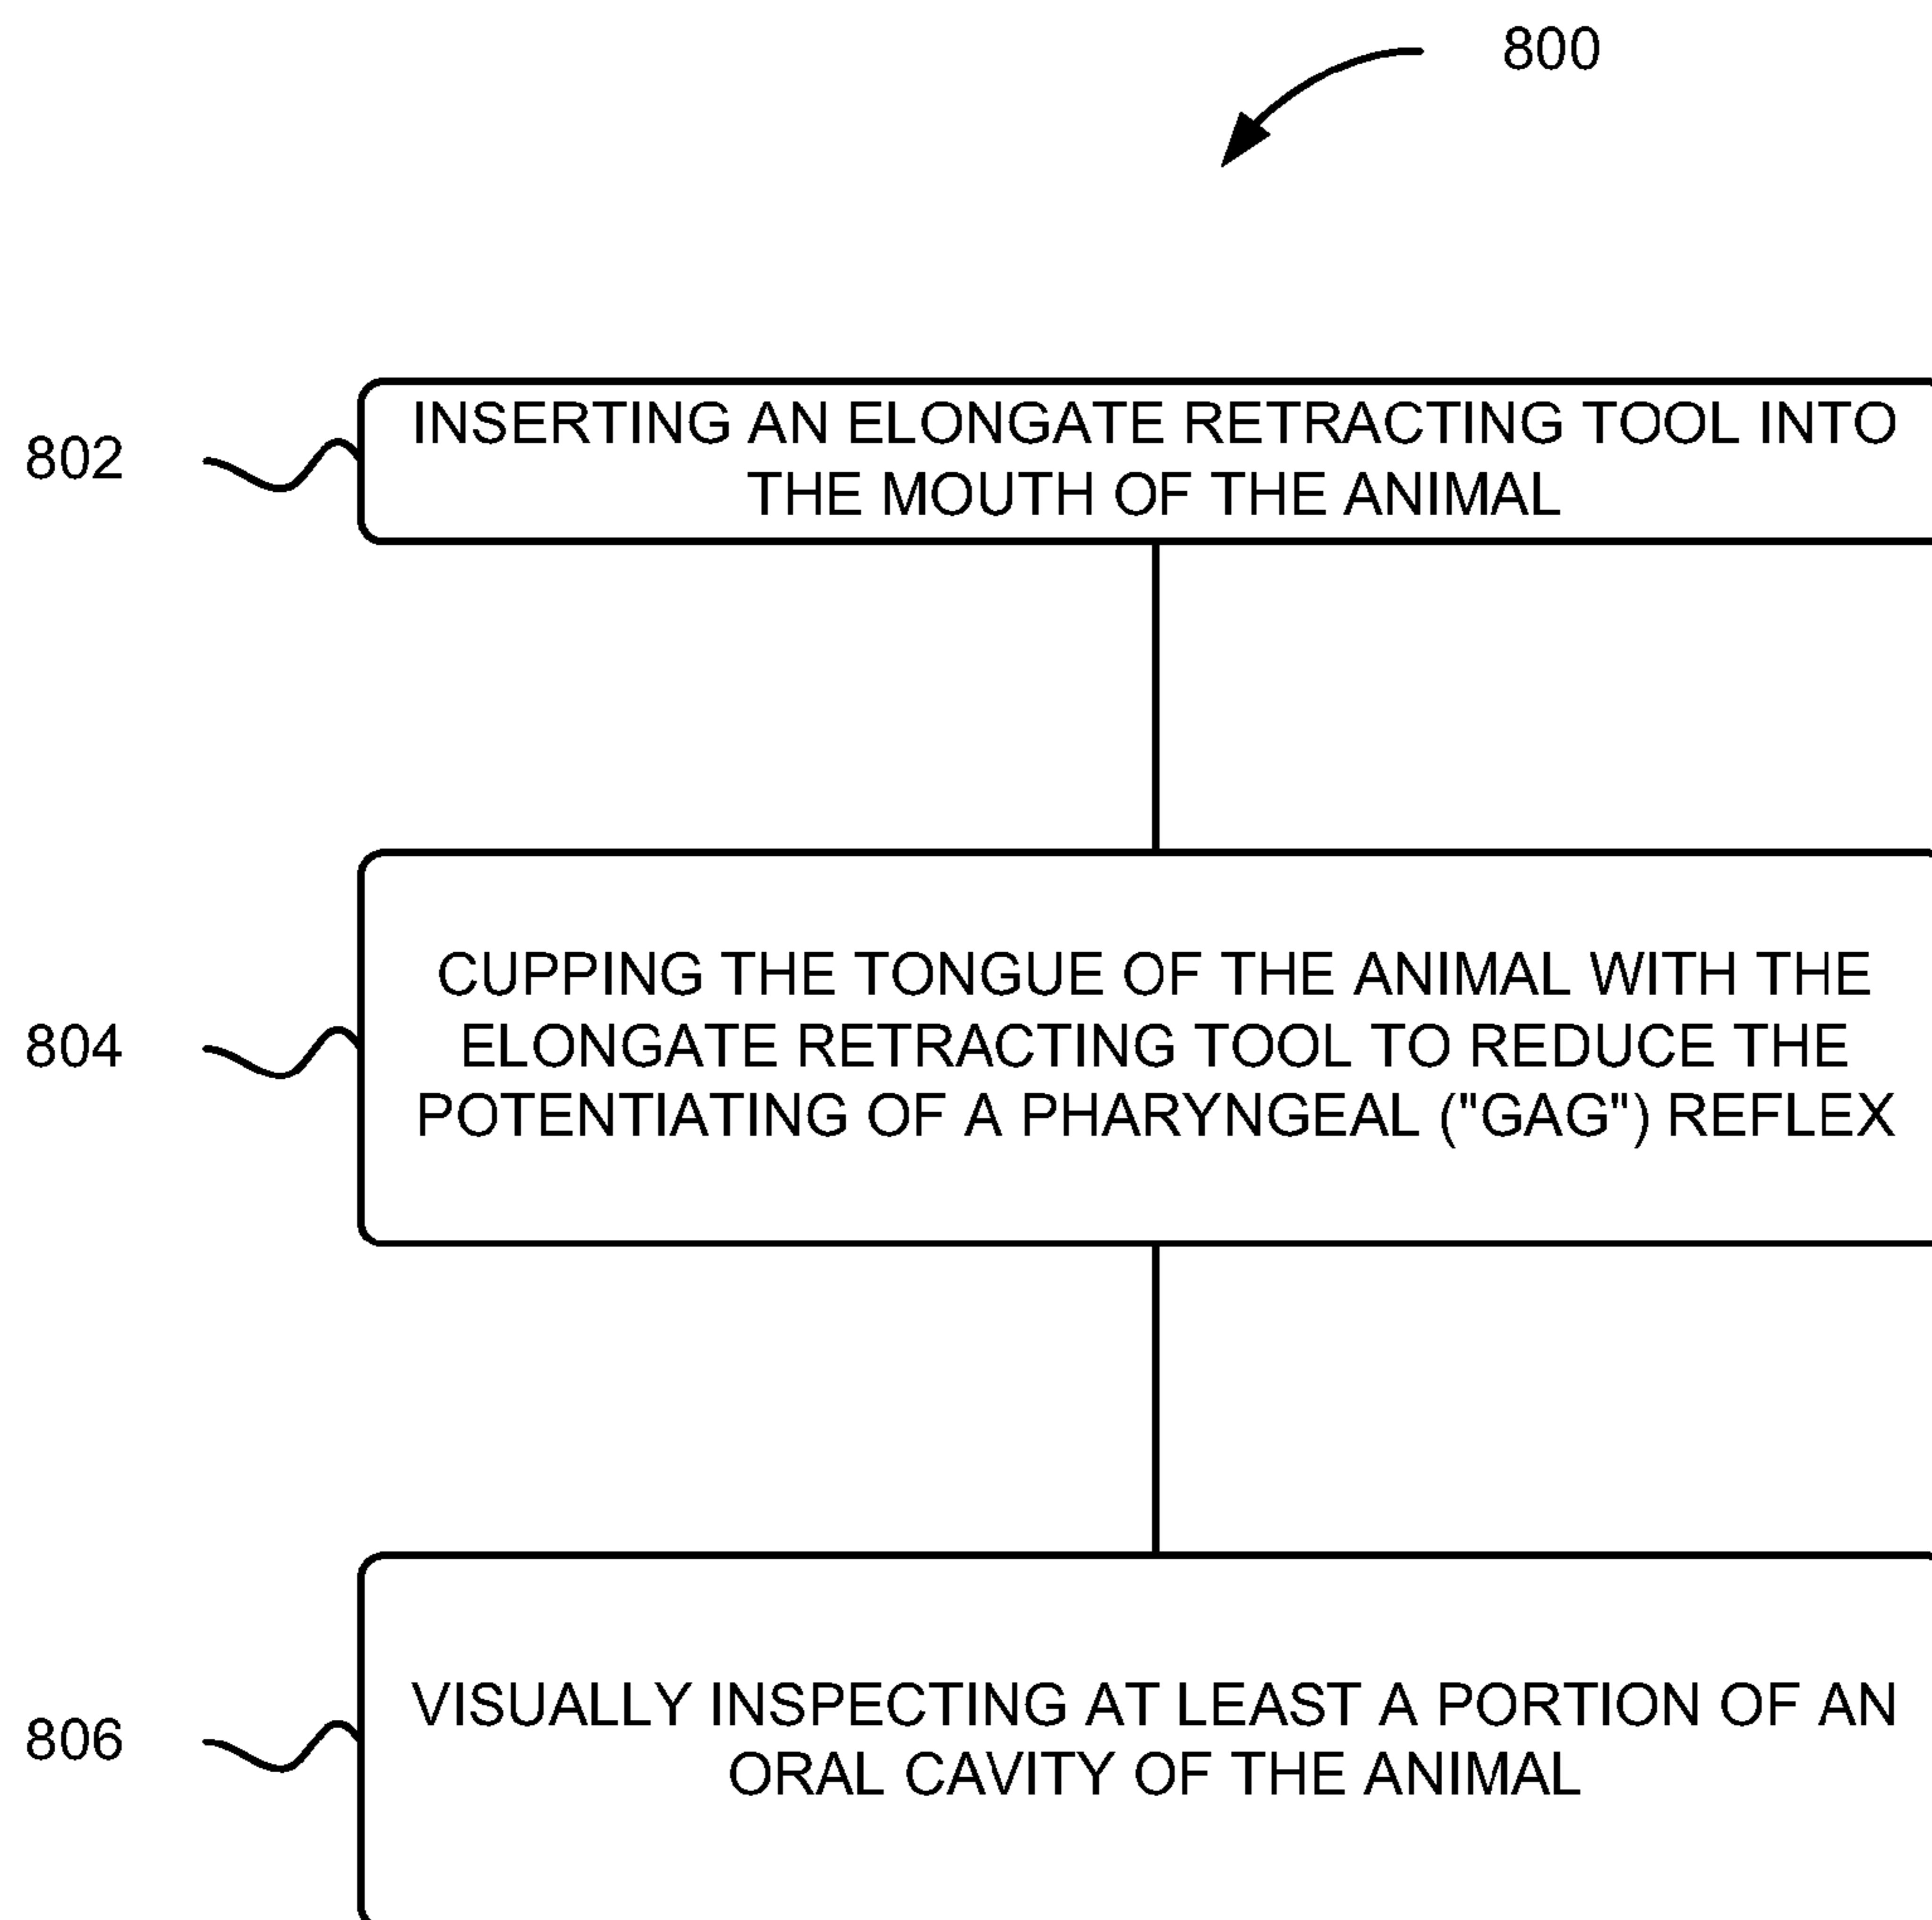 800
802
INSERTING AN ELONGATE RETRACTING TOOL INTO
THE MOUTH OF THE ANIMAL
804
CUPPING THE TONGUE OF THE ANIMAL WITH THE
ELONGATE RETRACTING TOOL TO REDUCE THE
POTENTIATING OF A PHARYNGEAL ("GAG") REFLEX
806
VISUALLY INSPECTING AT LEAST A PORTION OF AN
ORAL CAVITY OF THE ANIMAL